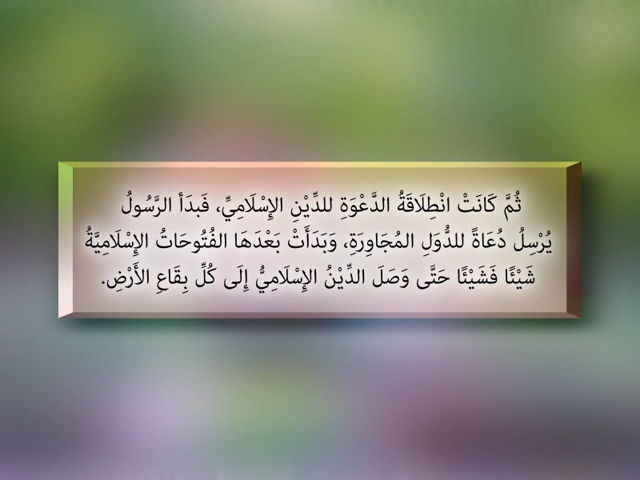 ثُمَّ كَانَتْ انْطِلَاقَةُ الدَّعْوَةِ للدِّيْنِ الإِسْلَامِيِّ، فَبدَأ الرَّسُولُ
يُرْسِلُ دُعَاةً للدُّوَلِ المُجَاوِرَةِ، وَبَدَأَتْ بَعْدَهَا الفُتُوحَاتُ الإِسْلَامِيَّةُ
شَيْئًا فَشَيْئًا حَتَّى وَصَلَ الدِّيْنُ الإِسْلَامِيُّ إِلَى كُلِّ بِقَاعِ الأَرْضِ.